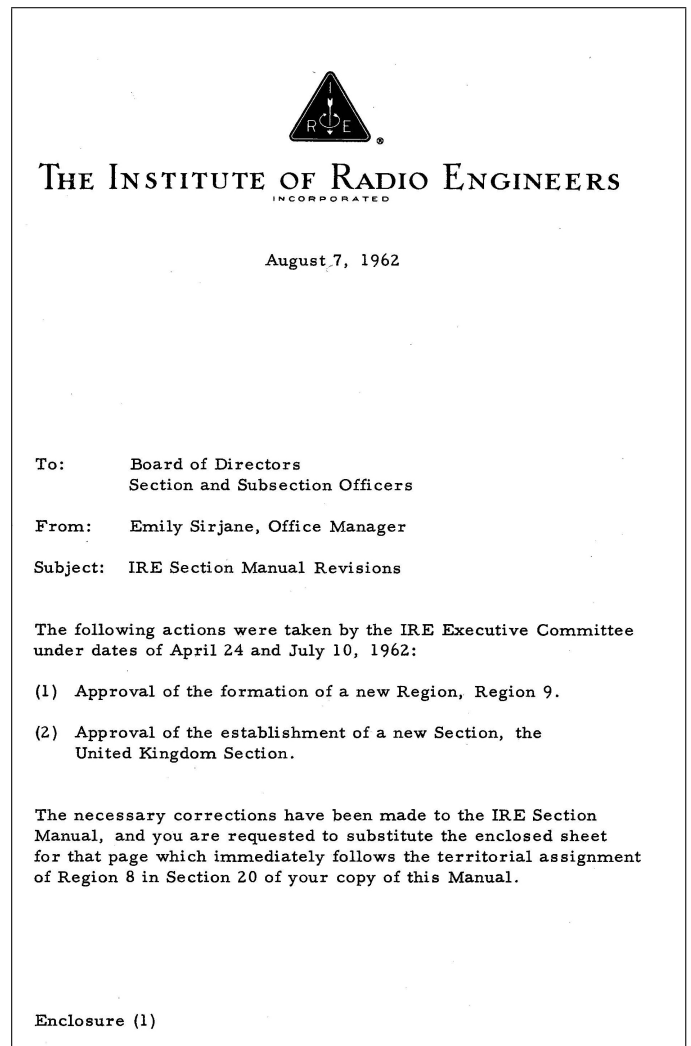 I
R E
®
THE INSTITUTE OF RADIO ENGINEERS
INCORPORATED
August 7, 1962
To: Board of Directors
Section and Subsection Officers
From: Emily Sirjane, Office Manager
Subject: IRE Section Manual Revisions
The following actions were taken by the IRE Executive Committee
under dates of April 24 and July 10, 1962:
(1) Approval of the formation of a new Region, Region 9.
(2) Approval of the establishment of a new Section, the
United Kingdom Section.
The necessary corrections have been made to the IRE Section
Manual, and you are requested to substitute the enclosed sheet
for that page which immediately follows the territorial assignment
of Region 8 in Section 20 of your copy of this Manual.
Enclosure (1)